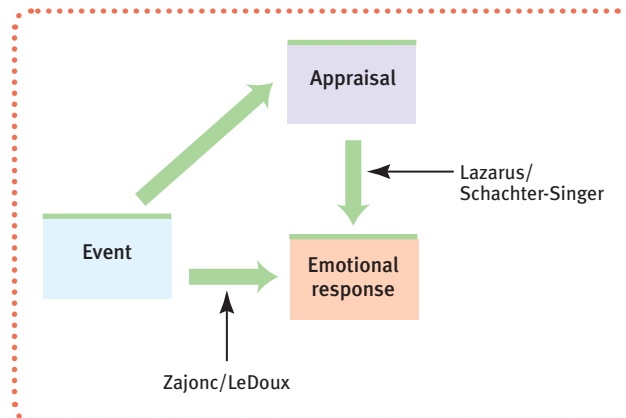 Appraisal
Lazarus/
Schachter-Singer
Event
Emotional
response
Zajonc/LeDoux